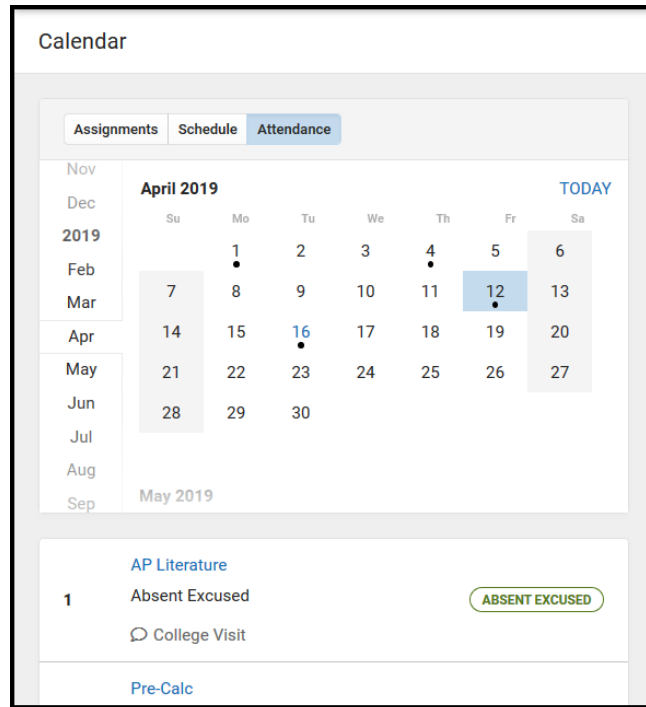 Calendar
Assignments Schedule Attendance
Nov
Dec
2019
Feb
Mar
Apr
May
Jun
Jul
Aug
Sep
April 2019 TODAY
Su Mo Tu We Th Fr Sa
1 2 3 4 5 6
7 8 9 10 11 12 13
14 15 16 17 18 19 20
21 22 23 24 25 26 27
28 29 30
May 2019
AP Literature
1 Absent Excused ABSENT EXCUSED
College Visit
Pre-Calc